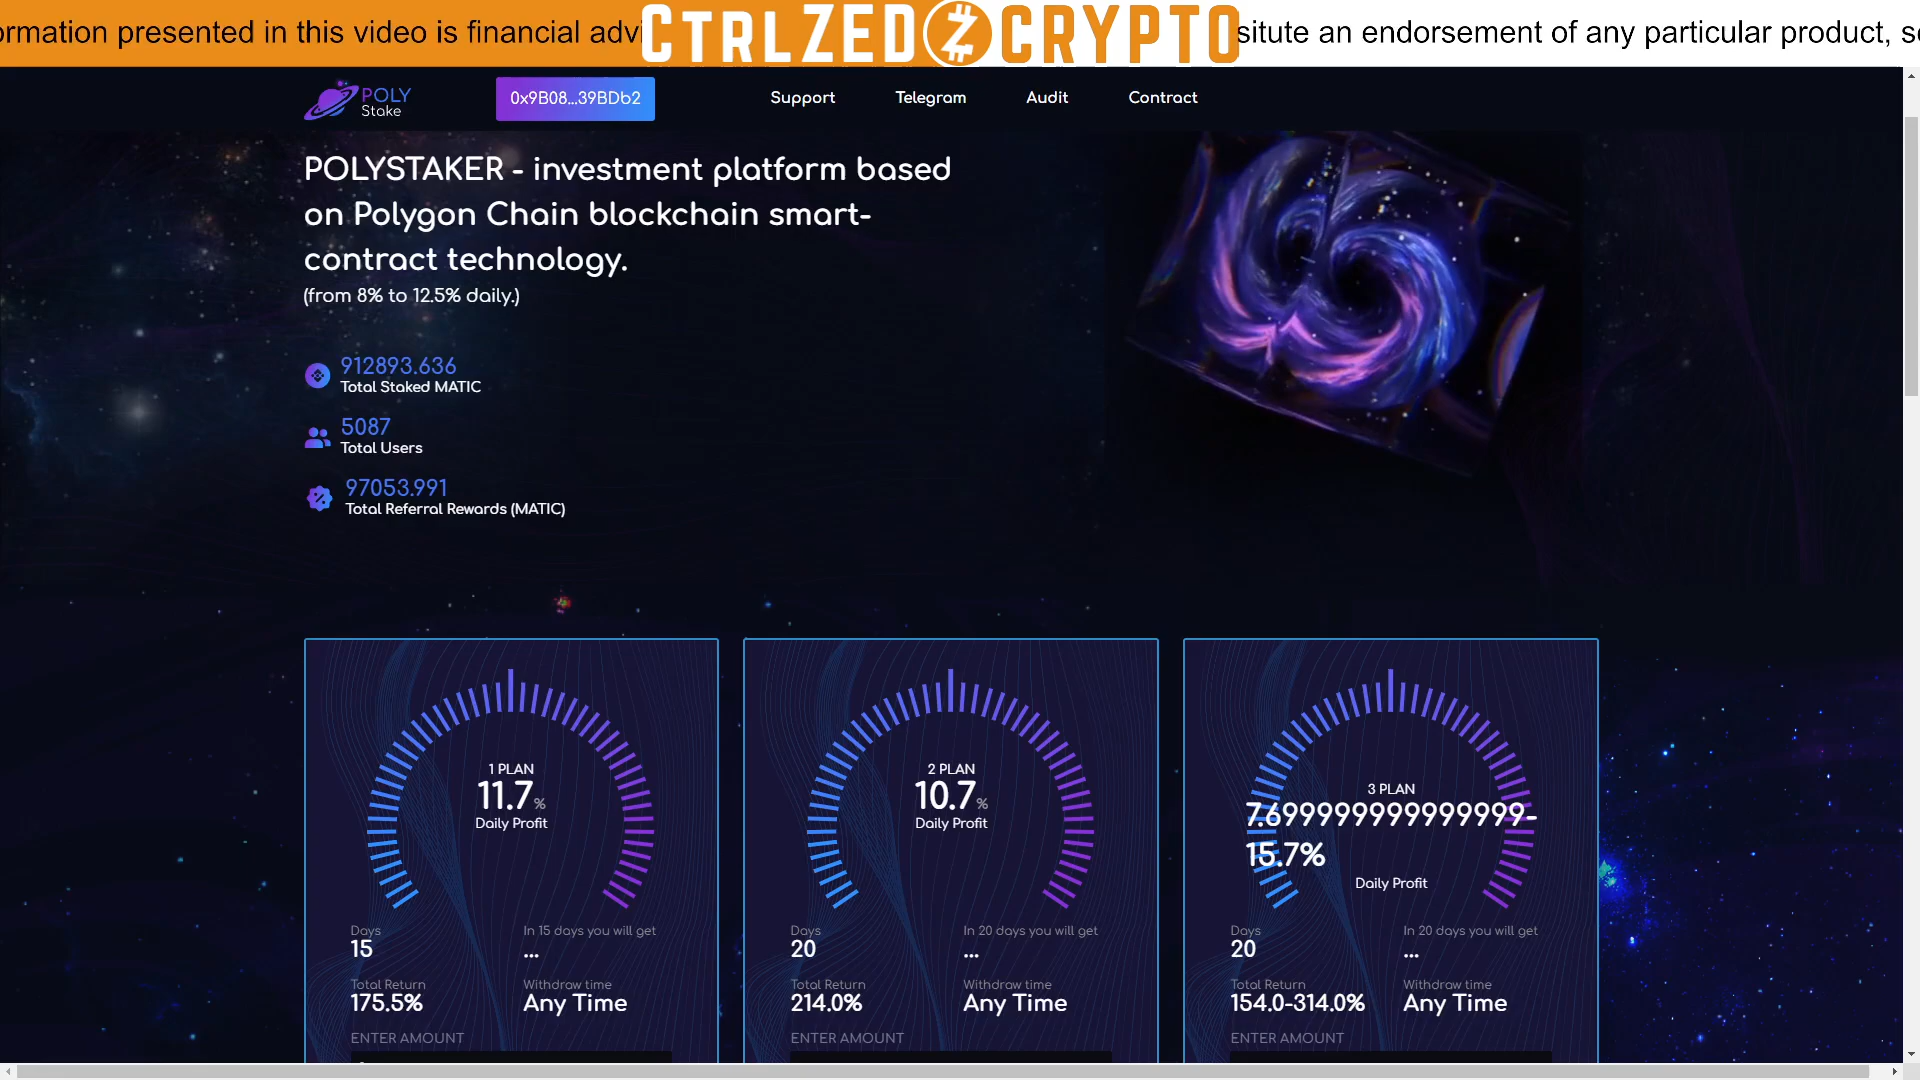 ormation presented in this video is financial advi
CTRLZED CRYPTO
situte an endorsement of any particular product, s
POLY
Stake
0x9B08...39BDb2
Support
Telegram
Audit
Contract
POLYSTAKER - investment platform based
on Polygon Chain blockchain smart-
contract technology.
(from 8% to 12.5% daily.)
912893.636
Total Staked MATIC
5087
Total Users
97053.991
Total Referral Rewards (MATIC)
1 PLAN
11.7%
Daily Profit
Days
15
In 15 days you will get
...
Total Return
175.5%
Withdraw time
Any Time
ENTER AMOUNT
2 PLAN
10.7%
Daily Profit
Days
20
In 20 days you will get
...
Total Return
214.0%
Withdraw time
Any Time
ENTER AMOUNT
3 PLAN
7.699999999999999-
15.7%
Daily Profit
Days
20
In 20 days you will get
...
Total Return
154.0-314.0%
Withdraw time
Any Time
ENTER AMOUNT